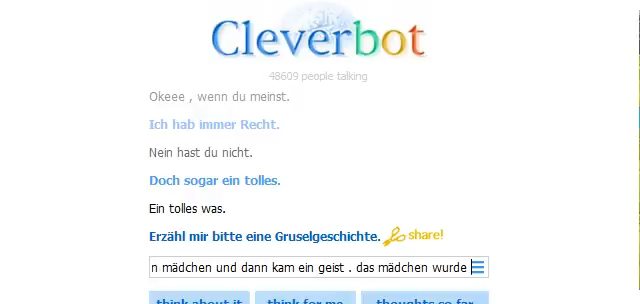 Cleverbot
48609 people talking
Okeee , wenn du meinst.
Ich hab immer Recht.
Nein hast du nicht.
Doch sogar ein tolles.
Ein tolles was.
Erzähl mir bitte eine Gruselgeschichte. share!
n mädchen und dann kam ein geist . das mädchen wurde
think about it think for me thoughts so far